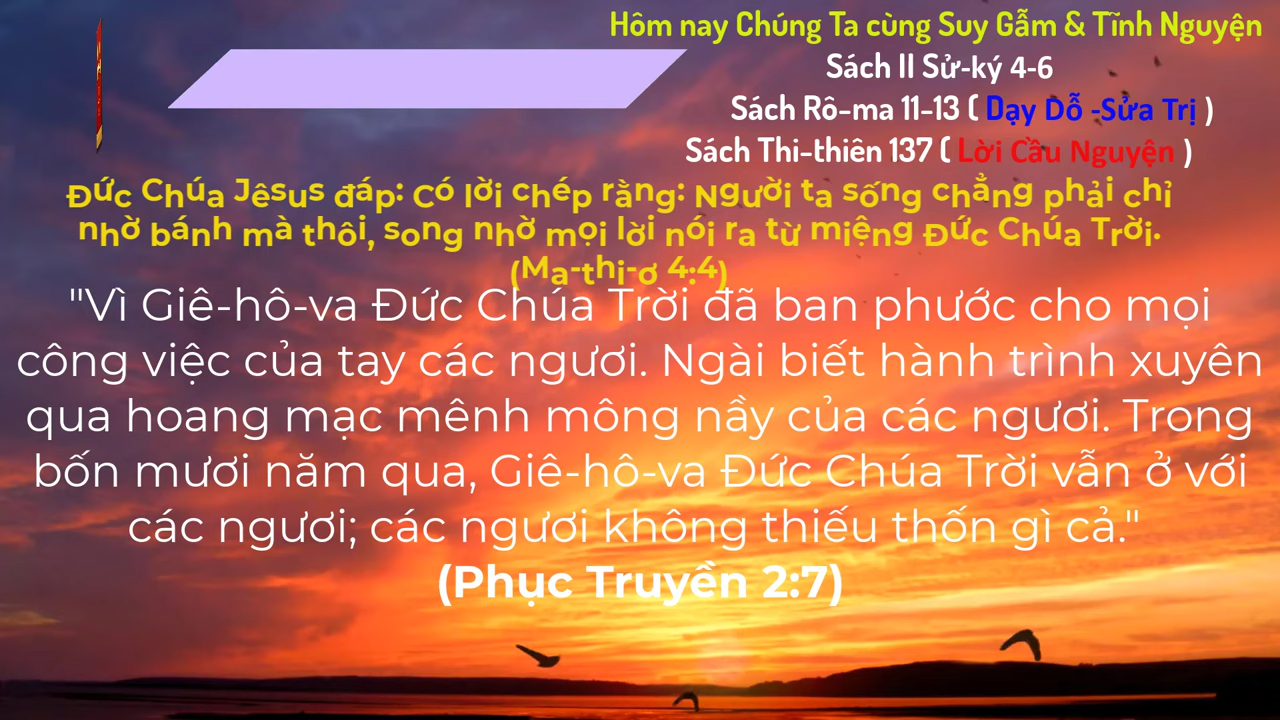 Hôm nay Chúng Ta cùng Suy Gẫm & Tĩnh Nguyện
Sách II Sử-ký 4-6
Sách Rô-ma 11-13 ( Dạy Dỗ -Sửa Trị )
Sách Thi-thiên 137 ( Lời Cầu Nguyện )
Đức Chúa Jêsus đáp: Có lời chép rằng: Người ta sống chẳng phải chỉ
nhờ bánh mà thôi, song nhờ mọi lời nói ra từ miệng Đức Chúa Trời.
(Ma-thi-ơ 4:4)
"Vì Giê-hô-va Đức Chúa Trời đã ban phước cho mọi
công việc của tay các ngươi. Ngài biết hành trình xuyên
qua hoang mạc mênh mông nầy của các ngươi. Trong
bốn mươi năm qua, Giê-hô-va Đức Chúa Trời vẫn ở với
các ngươi; các ngươi không thiếu thốn gì cả."
(Phục Truyền 2:7)